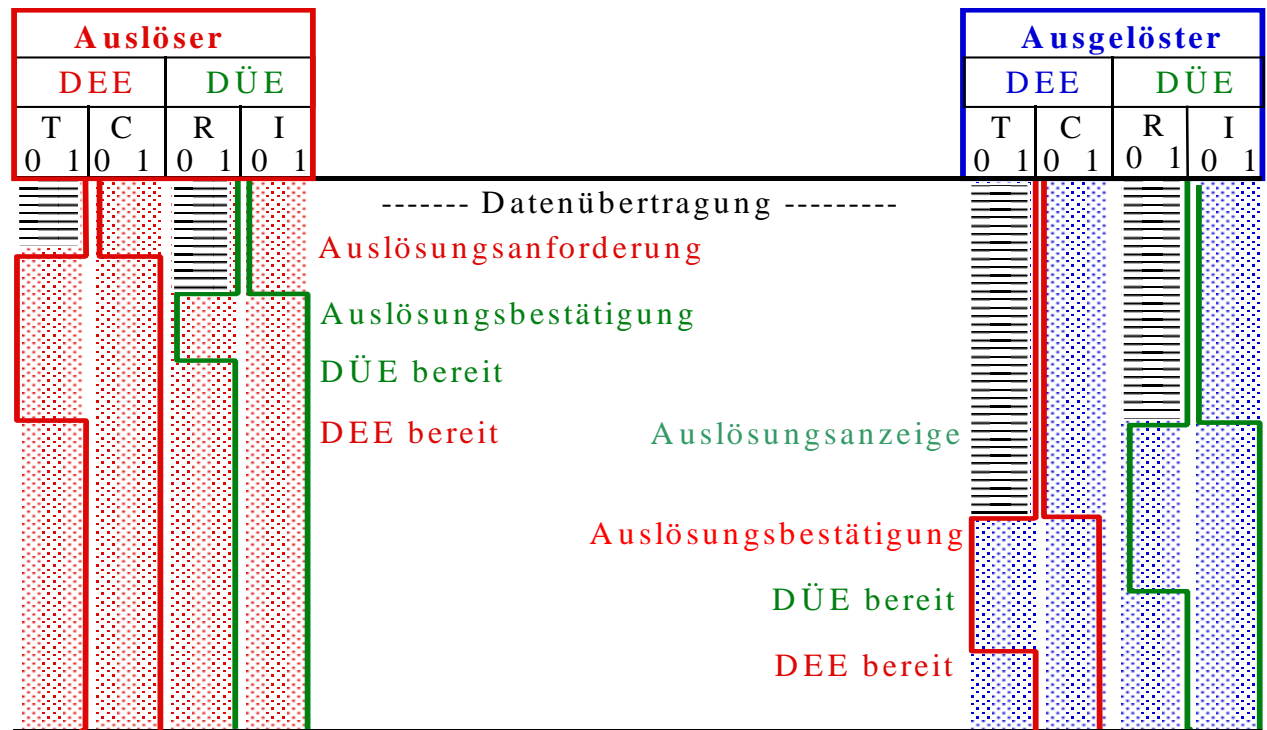 Auslöser
DEE DÜE
T C R I
0 1 0 1 0 1 0 1
Ausgelöster
DEE DÜE
T C R I
0 1 0 1 0 1 0 1
------- Datenübertragung ---------
Auslösungsanforderung
Auslösungsbestätigung
DÜE bereit
DEE bereit
Auslösungsanzeige
Auslösungsbestätigung
DÜE bereit
DEE bereit